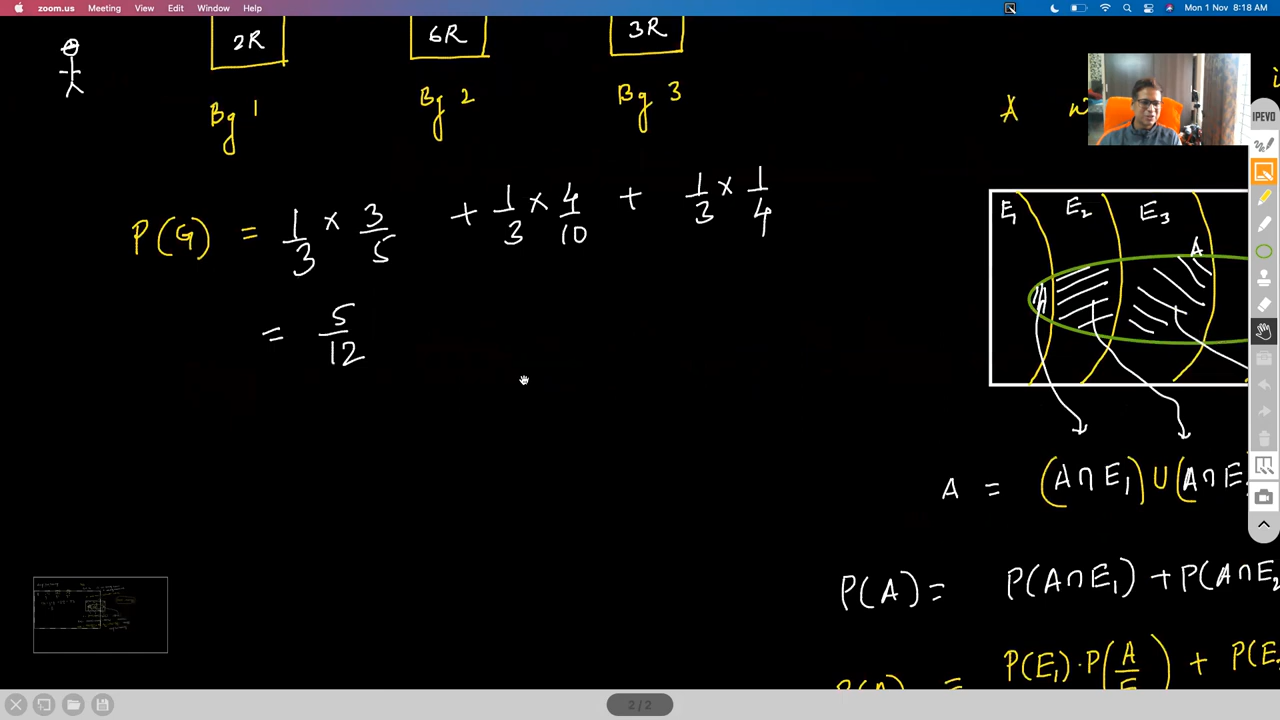 zoom.us Meeting View Edit Window Help Mon 1 Nov 8:18 AM
2R 6R 3R
Bg 1 Bg 2 Bg 3
A
IPEVO
P(G) = 1/3 × 3/5 + 1/3 × 4/10 + 1/3 × 1/4
= 5/12
E₁ E₂ E₃
A
A = (A∩E₁) ∪ (A∩E
P(A) = P(A∩E₁) + P(A∩E₂
= P(E₁)·P(A/E ) + P(E
2 / 2